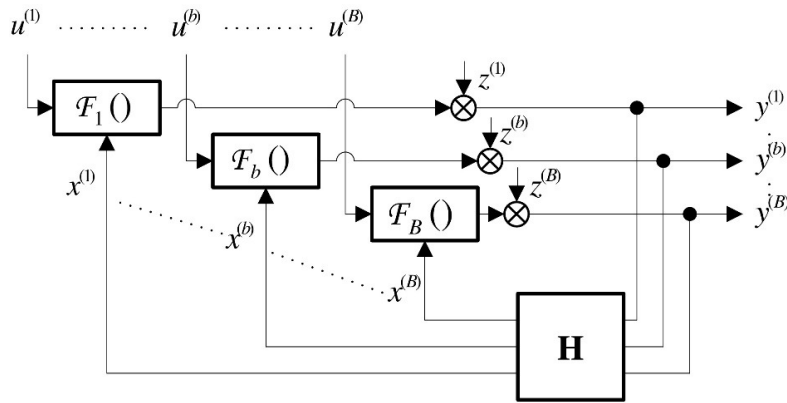 u^{(1)} ········ u^{(b)} ········ u^{(B)}
z^{(1)}
ℱ_1 () y^{(1)}
z^{(b)}
ℱ_b () y^{(b)}
x^{(1)} z^{(B)}
ℱ_B () y^{(B)}
x^{(b)}
x^{(B)}
H